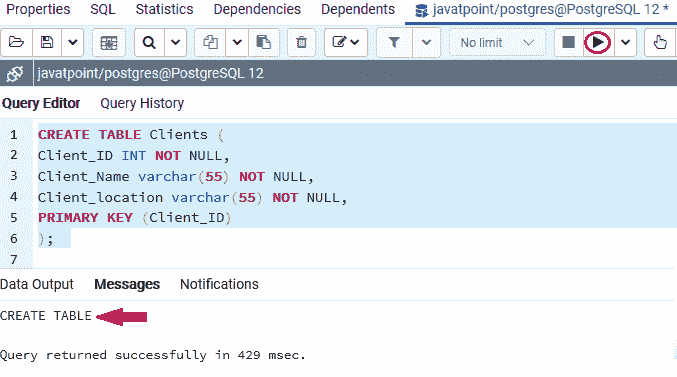 Properties SQL Statistics Dependencies Dependents javatpoint/postgres@PostgreSQL 12 *
No limit
javatpoint/postgres@PostgreSQL 12
Query Editor Query History
1 CREATE TABLE Clients (
2 Client_ID INT NOT NULL,
3 Client_Name varchar(55) NOT NULL,
4 Client_location varchar(55) NOT NULL,
5 PRIMARY KEY (Client_ID)
6 );
7
Data Output Messages Notifications
CREATE TABLE
Query returned successfully in 429 msec.